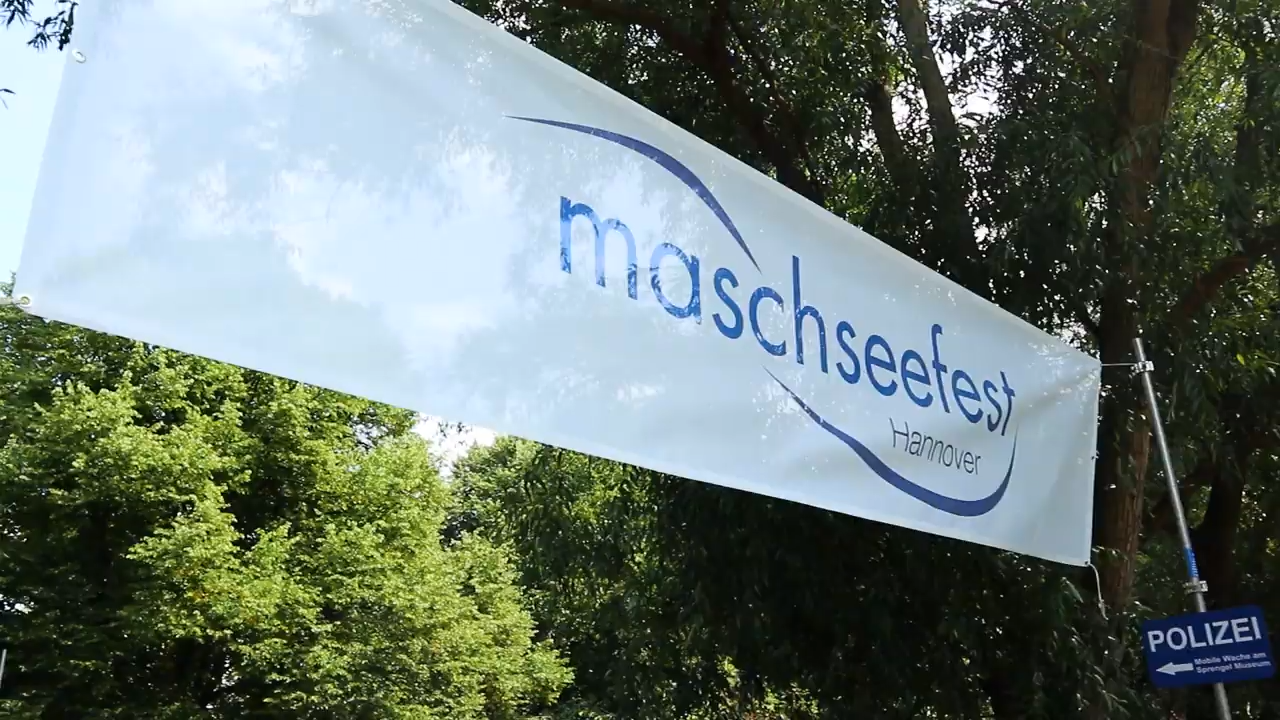 maschseefest
Hannover
POLIZEI
Mobile Wache am
Sprengel Museum